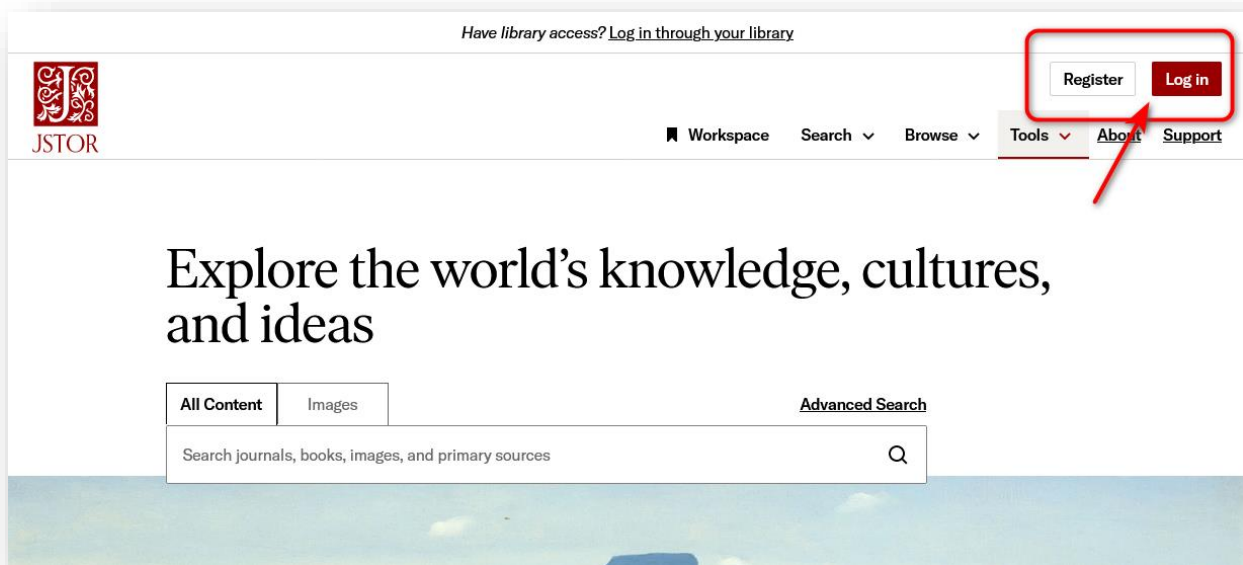 Have library access? Log in through your library
Register
Log in
JSTOR
Workspace
Search
Browse
Tools
About
Support
Explore the world's knowledge, cultures,
and ideas
All Content
Images
Advanced Search
Search journals, books, images, and primary sources